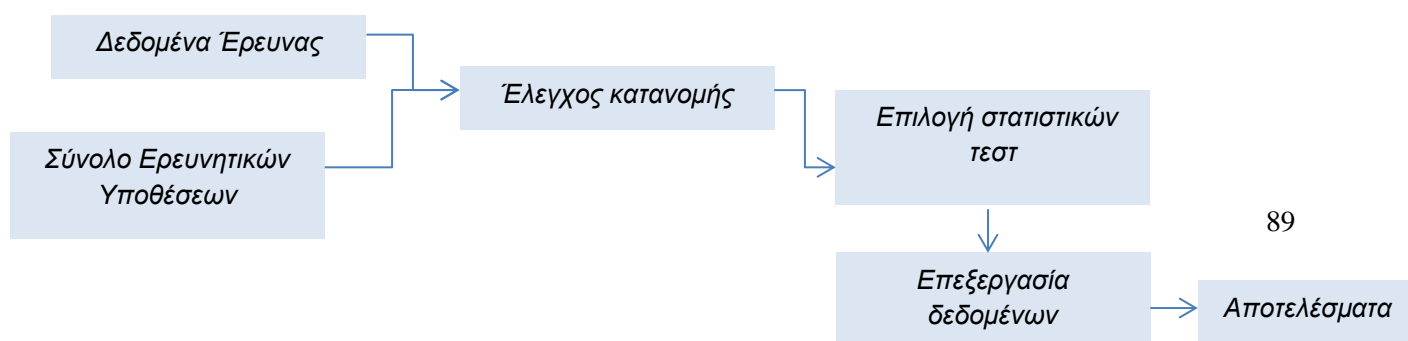 Δεδομένα Έρευνας
Σύνολο Ερευνητικών
Υποθέσεων
Έλεγχος κατανομής
Επιλογή στατιστικών
τεστ
89
Επεξεργασία
δεδομένων
Αποτελέσματα